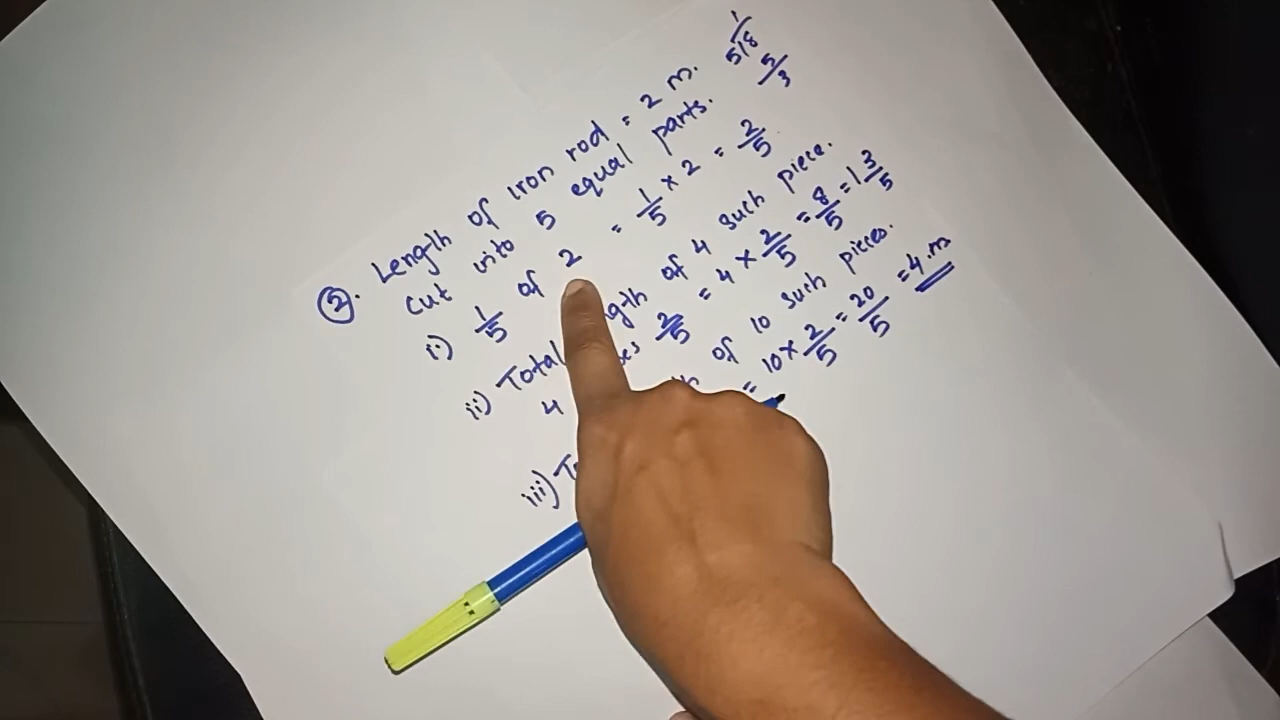 ②. Length of iron rod = 2 m.
cut into 5 equal parts.
i) 1/5 of 2 = 1/5 × 2 = 2/5
ii) Total of 4 such piece.
4 2/5 = 4 × 2/5 = 8/5 = 1 3/5
iii) of 10 such pieces.
= 10 × 2/5 = 20/5 = 4 m
1
5/8
5
3